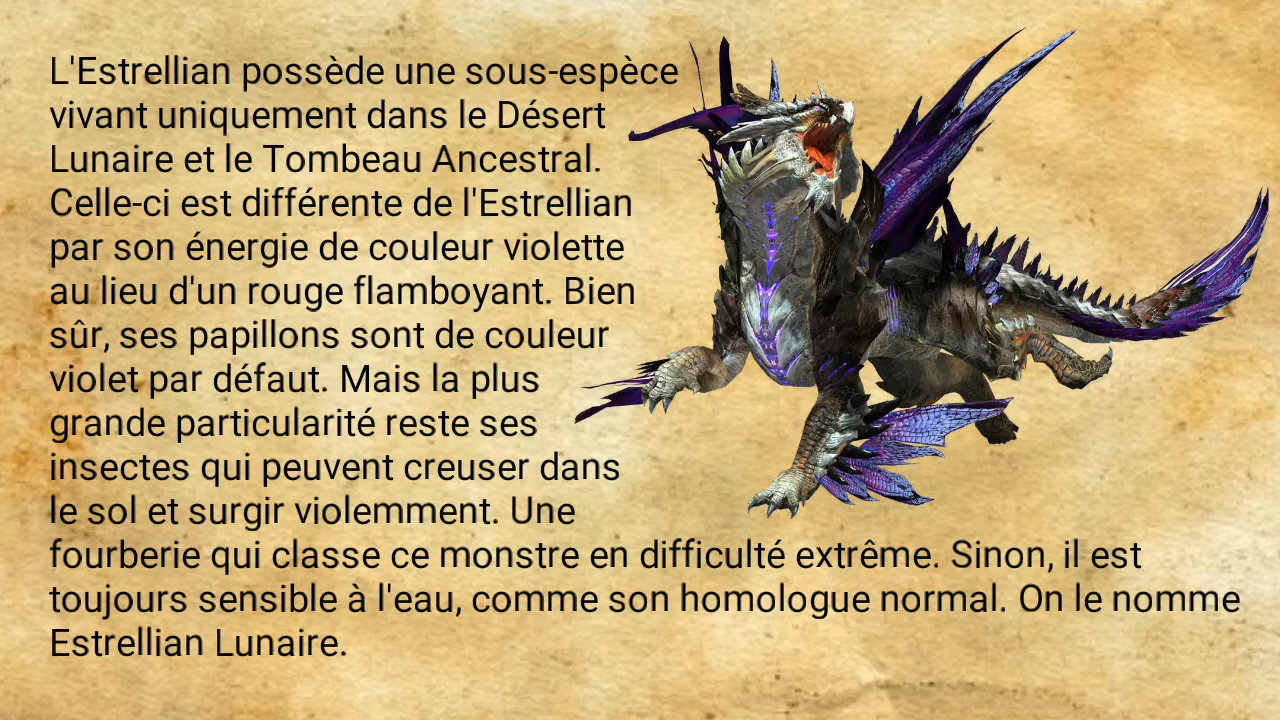 L'Estrellian possède une sous-espèce
vivant uniquement dans le Désert
Lunaire et le Tombeau Ancestral.
Celle-ci est différente de l'Estrellian
par son énergie de couleur violette
au lieu d'un rouge flamboyant. Bien
sûr, ses papillons sont de couleur
violet par défaut. Mais la plus
grande particularité reste ses
insectes qui peuvent creuser dans
le sol et surgir violemment. Une
fourberie qui classe ce monstre en difficulté extrême. Sinon, il est
toujours sensible à l'eau, comme son homologue normal. On le nomme
Estrellian Lunaire.